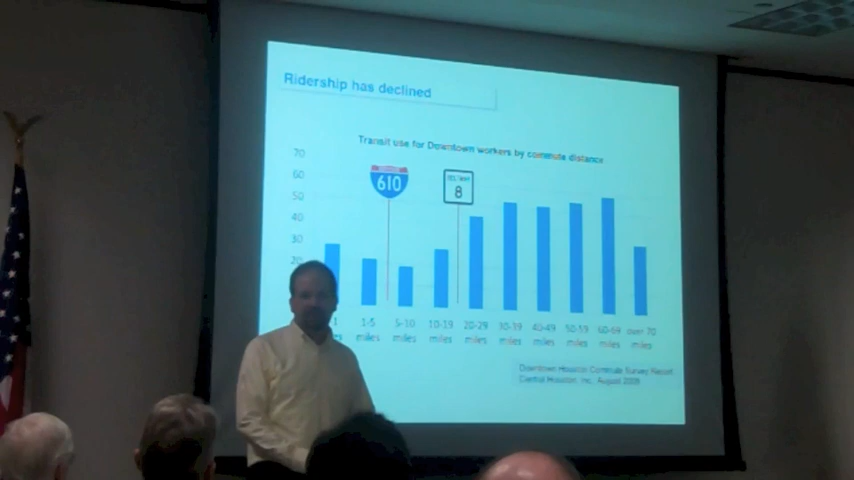 Ridership has declined
Transit use for Downtown workers by commute distance
70
60
50
40
30
20
610
8
1
1-5
5-10
10-19
20-29
30-39
40-49
50-59
60-69
over 70
miles
miles
miles
miles
miles
miles
miles
miles
miles
Downtown Houston Commute Survey Report
Central Houston, Inc. August 2009